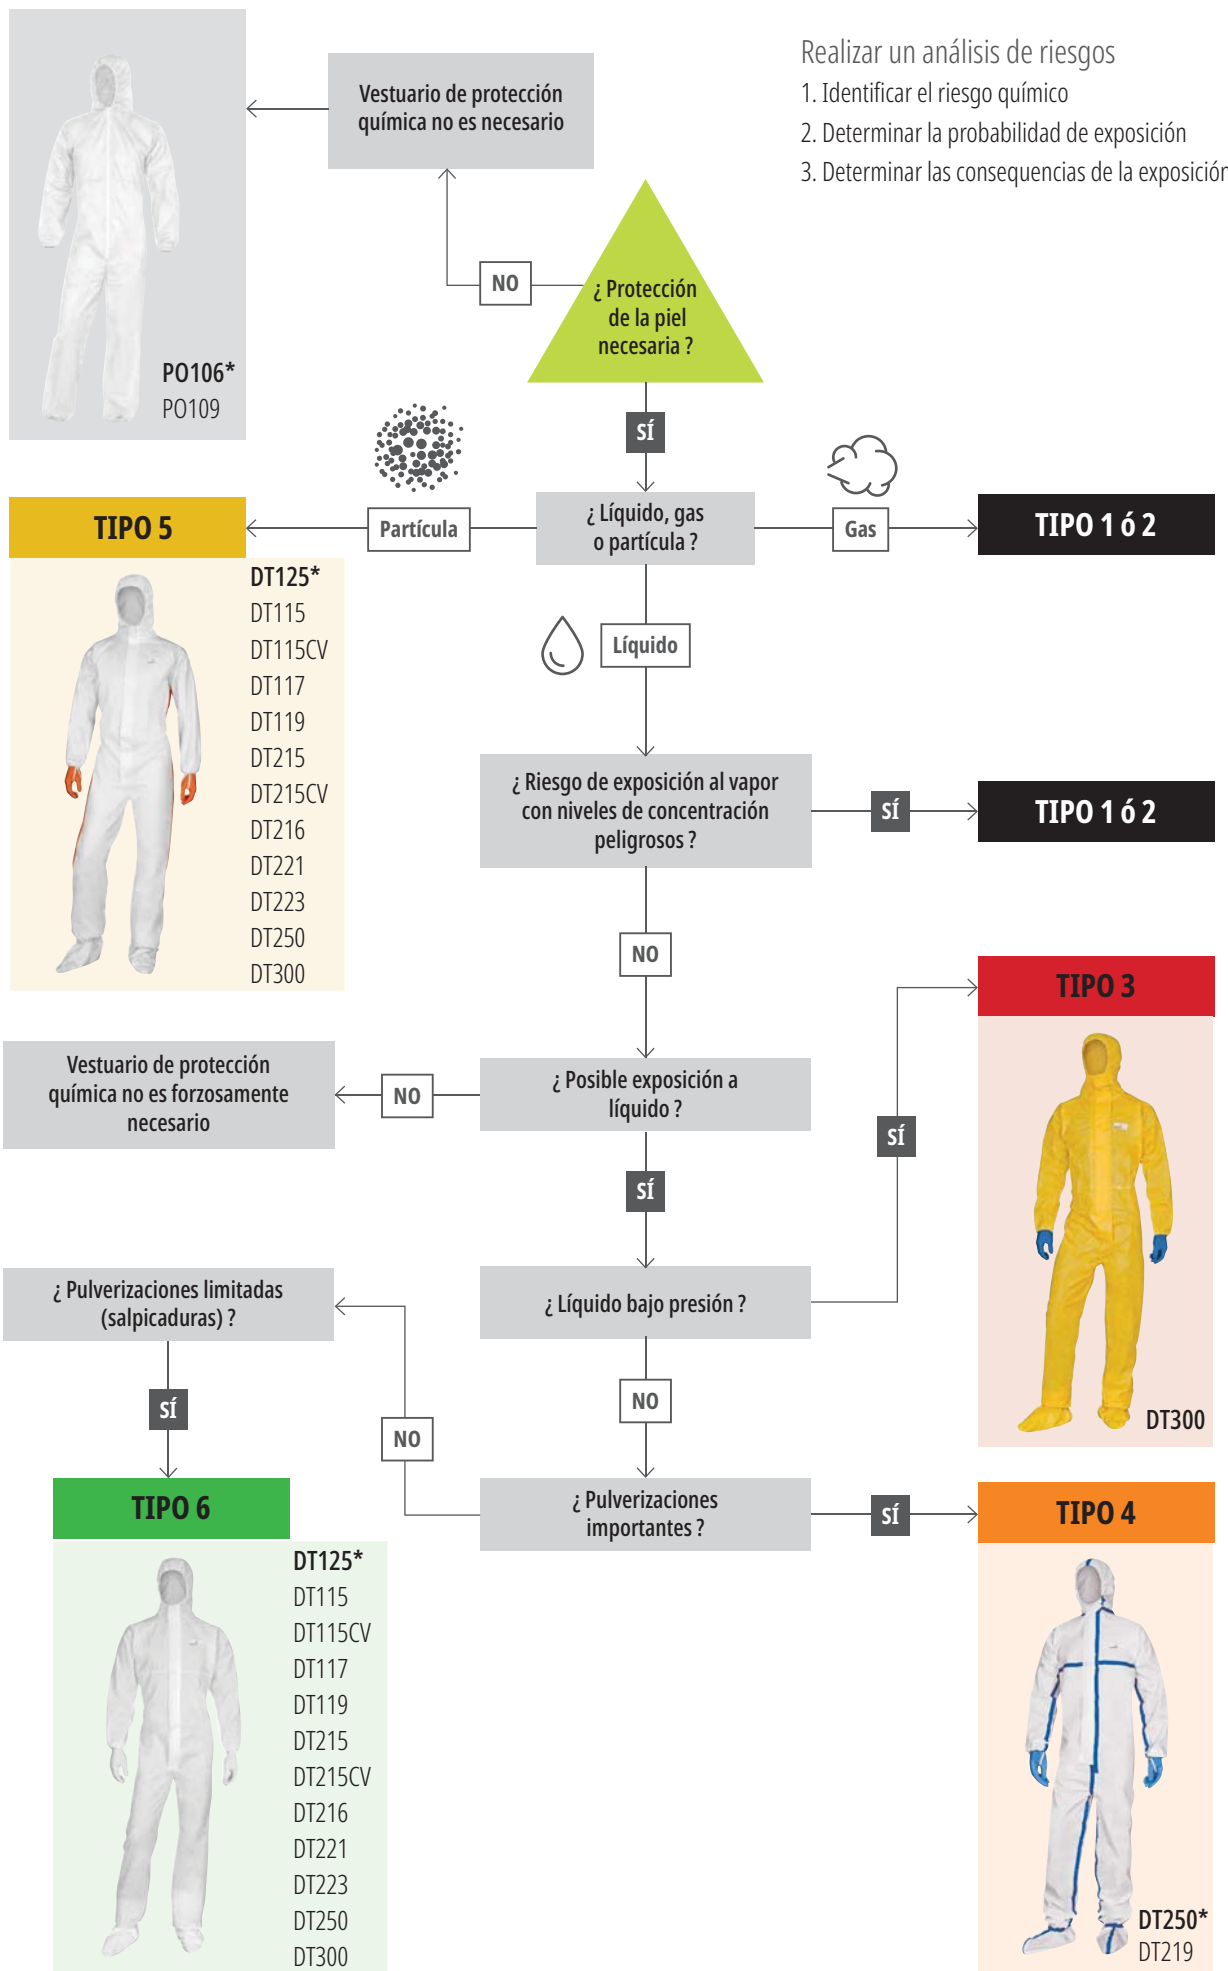 Realizar un análisis de riesgos
1. Identificar el riesgo químico
2. Determinar la probabilidad de exposición
3. Determinar las consequencias de la exposición
Vestuario de protección
química no es necesario
PO106*
PO109
NO
¿ Protección
de la piel
necesaria ?
SÍ
¿ Líquido, gas
o partícula ?
Partícula
Gas
TIPO 1 ó 2
TIPO 5
DT125*
DT115
DT115CV
DT117
DT119
DT215
DT215CV
DT216
DT221
DT223
DT250
DT300
Líquido
¿ Riesgo de exposición al vapor
con niveles de concentración
peligrosos ?
SÍ
TIPO 1 ó 2
NO
¿ Posible exposición a
líquido ?
NO
Vestuario de protección
química no es forzosamente
necesario
SÍ
¿ Líquido bajo presión ?
SÍ
TIPO 3
DT300
NO
¿ Pulverizaciones
importantes ?
SÍ
TIPO 4
DT250*
DT219
NO
¿ Pulverizaciones limitadas
(salpicaduras) ?
SÍ
TIPO 6
DT125*
DT115
DT115CV
DT117
DT119
DT215
DT215CV
DT216
DT221
DT223
DT250
DT300